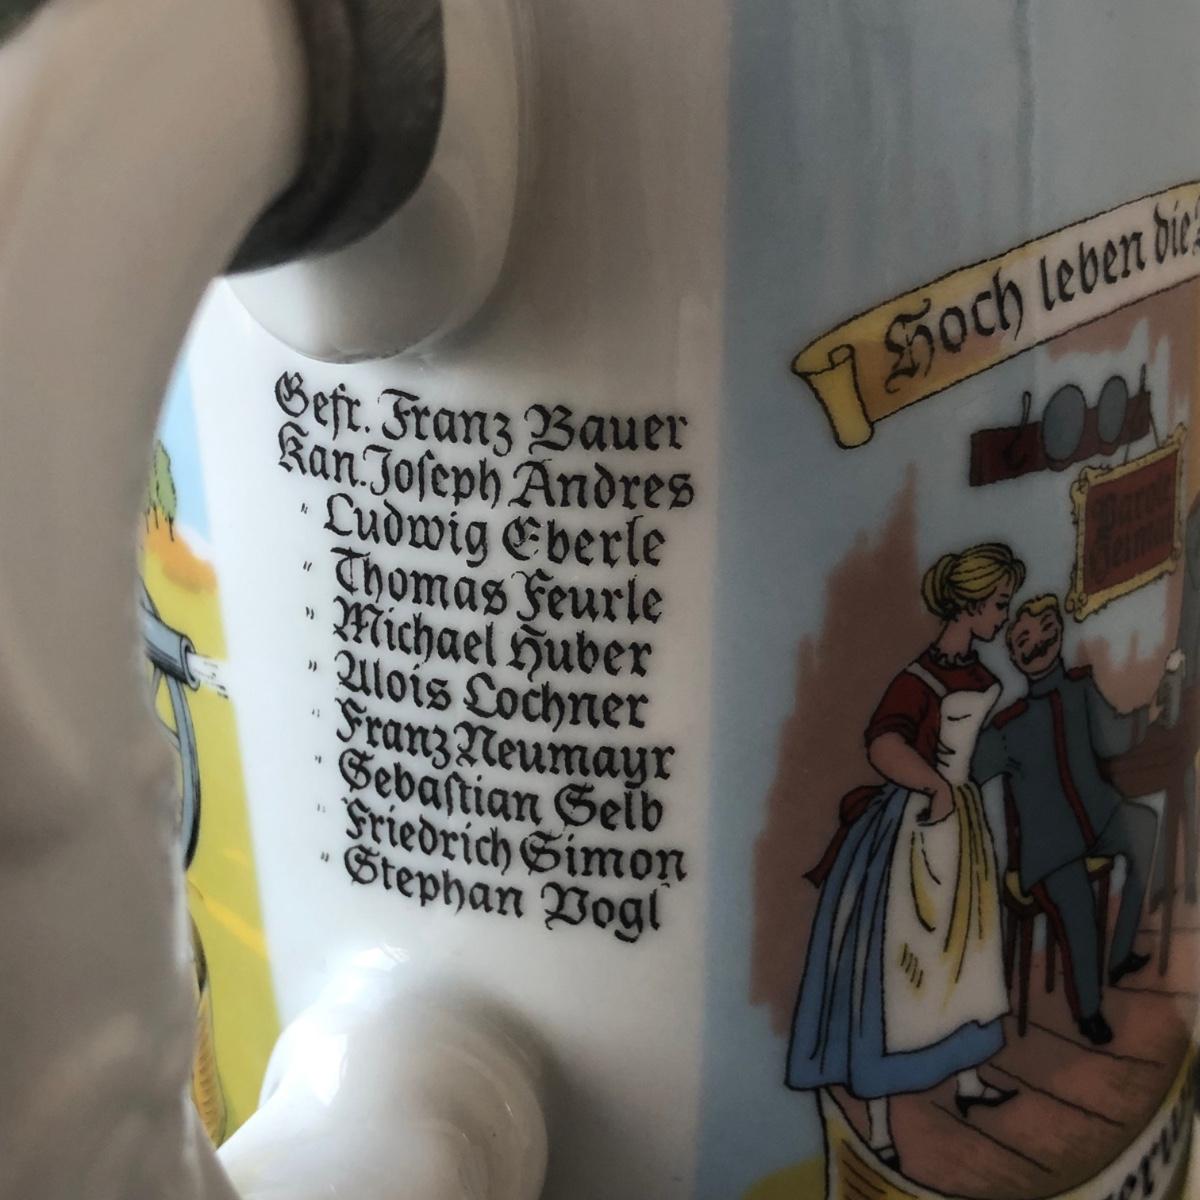 Gefr. Franz Bauer
Kan. Joſeph Andres
" Ludwig Eberle
" Thomas Feurle
" Michael Huber
" Alois Lochner
" Franz Neumayr
" Sebaſtian Selb
" Friedrich Simon
" Stephan Vogl
Hoch leben die